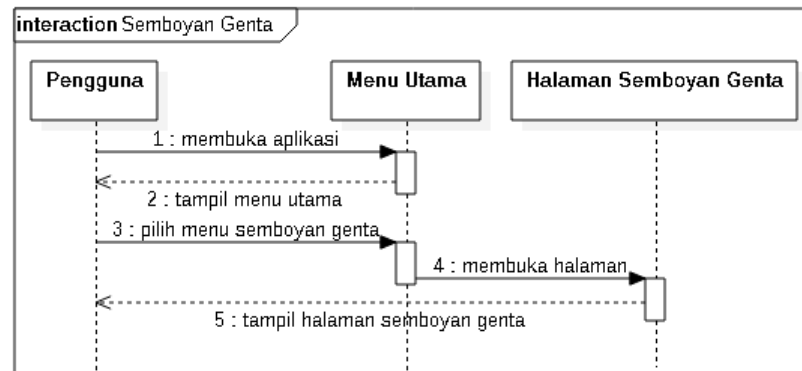 interaction Semboyan Genta
Pengguna
Menu Utama
Halaman Semboyan Genta
1 : membuka aplikasi
2 : tampil menu utama
3 : pilih menu semboyan genta
4 : membuka halaman
5 : tampil halaman semboyan genta